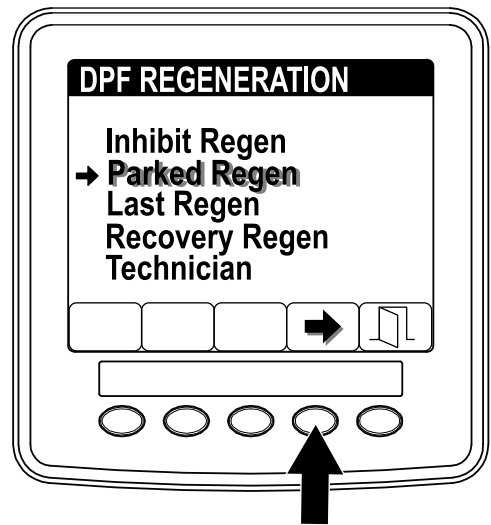 DPF REGENERATION
Inhibit Regen
Parked Regen
Last Regen
Recovery Regen
Technician